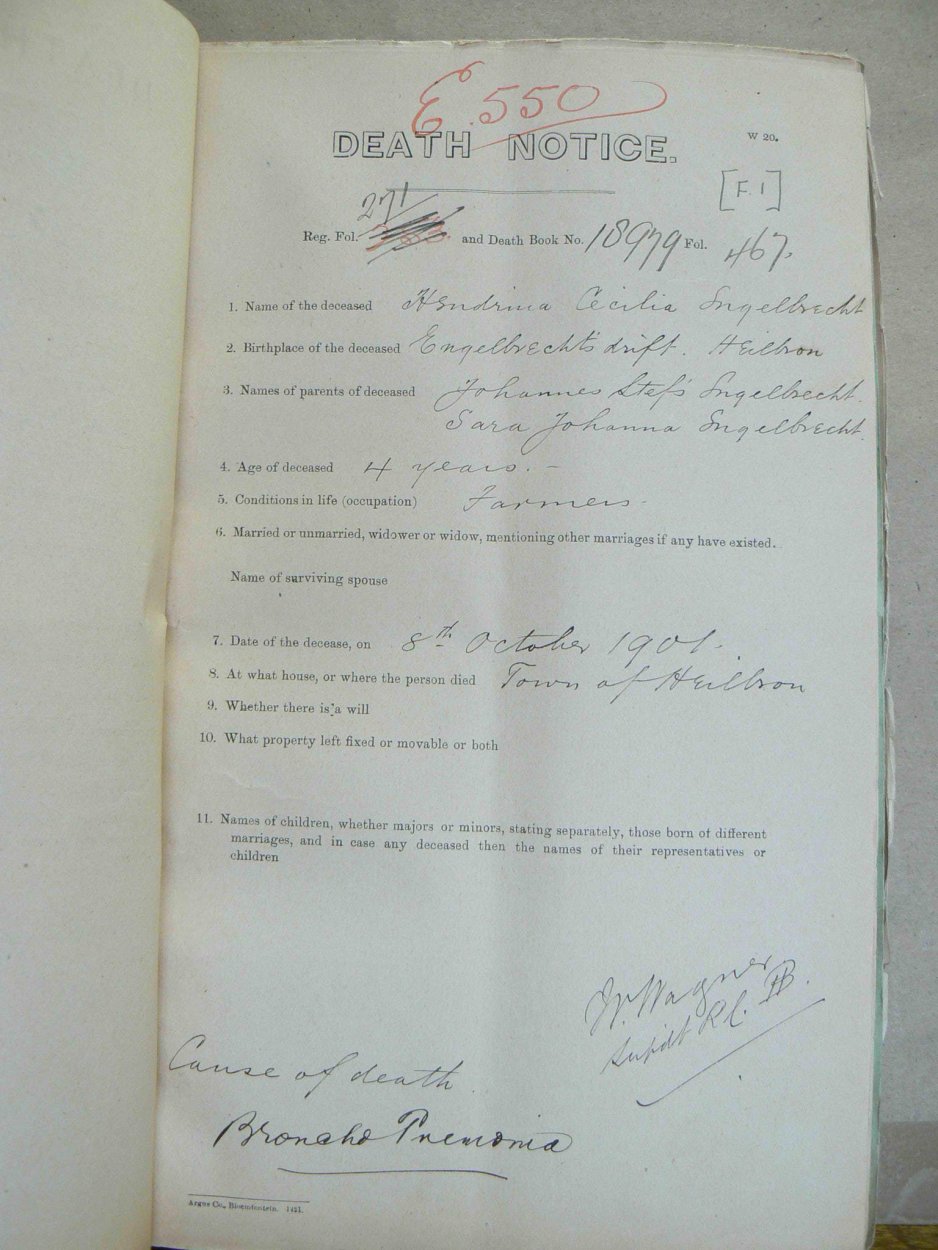 E.550
DEATH NOTICE.
W 20.
[F.1]
271/
Reg. Fol. and Death Book No. 18979 Fol. 467.
1. Name of the deceased Hendrina Cecilia Engelbrecht
2. Birthplace of the deceased Engelbrecht's drift. Heilbron
3. Names of parents of deceased Johannes Stefs Engelbrecht.
Sara Johanna Engelbrecht.
4. Age of deceased 4 years. –
5. Conditions in life (occupation) Farmers
6. Married or unmarried, widower or widow, mentioning other marriages if any have existed.
Name of surviving spouse
7. Date of the decease, on 8th October 1901.
8. At what house, or where the person died Town of Heilbron
9. Whether there is a will
10. What property left fixed or movable or both
11. Names of children, whether majors or minors, stating separately, those born of different
marriages, and in case any deceased then the names of their representatives or
children
Wagner
Supdt R.C.
Cause of death
Broncho Pnemonia
Argus Co., Bloemfontein. 1421.